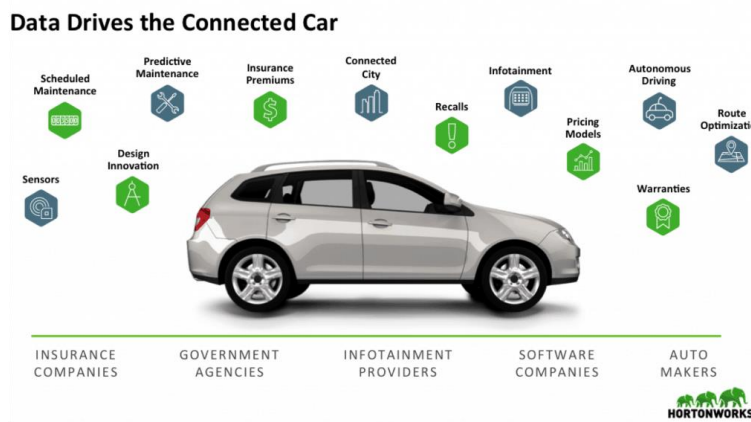 Data Drives the Connected Car
Scheduled
Maintenance
Predictive
Maintenance
Insurance
Premiums
Connected
City
Infotainment
Autonomous
Driving
Recalls
Pricing
Models
Route
Optimizati
Sensors
Design
Innovation
Warranties
INSURANCE
COMPANIES
GOVERNMENT
AGENCIES
INFOTAINMENT
PROVIDERS
SOFTWARE
COMPANIES
AUTO
MAKERS
HORTONWORKS